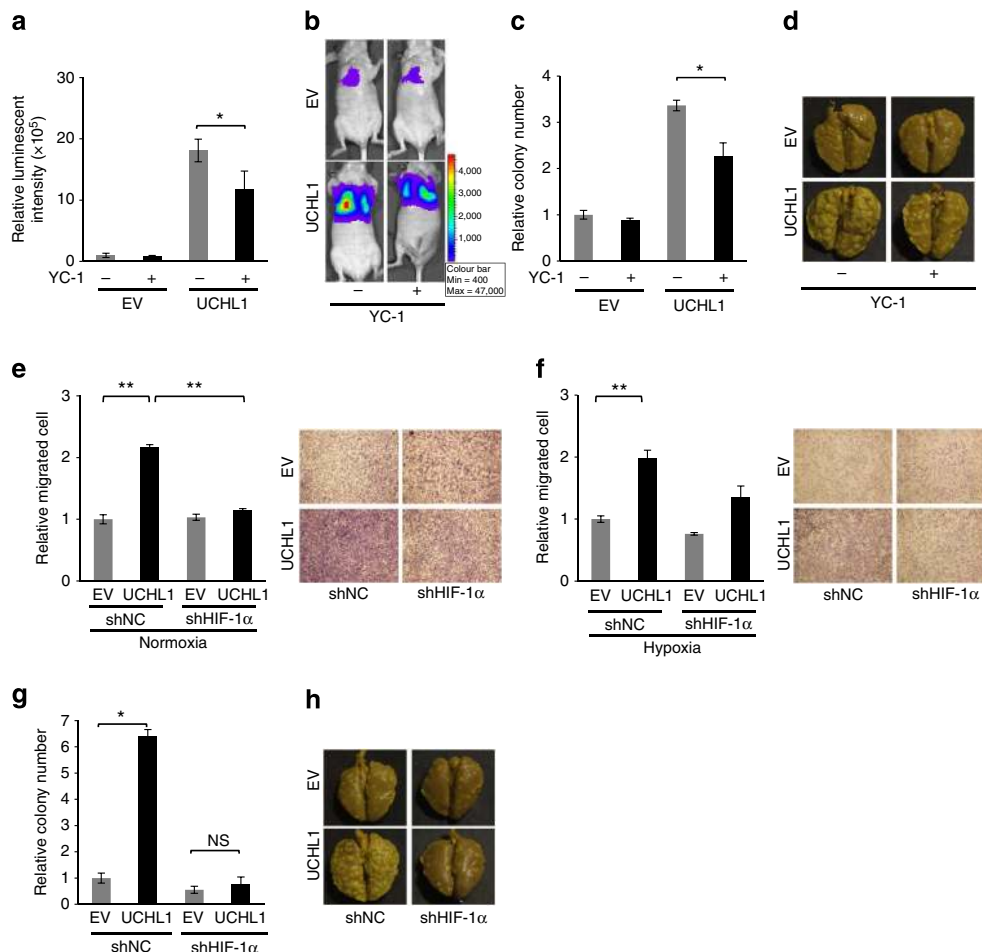 a
Relative luminescent
intensity (×10⁵)
30
20
10
0
*
YC-1 – + – +
EV UCHL1
b
EV
UCHL1
4,000
3,000
2,000
1,000
Colour bar
Min = 400
Max = 47,000
– +
YC-1
c
Relative colony number
4
3
2
1
0
*
YC-1 – + – +
EV UCHL1
d
EV
UCHL1
– +
YC-1
e
Relative migrated cell
3
2
1
0
** **
EV UCHL1 EV UCHL1
shNC shHIF-1α
Normoxia
EV
UCHL1
shNC shHIF-1α
f
Relative migrated cell
3
2
1
0
**
EV UCHL1 EV UCHL1
shNC shHIF-1α
Hypoxia
EV
UCHL1
shNC shHIF-1α
g
Relative colony number
7
6
5
4
3
2
1
0
*
NS
EV UCHL1 EV UCHL1
shNC shHIF-1α
h
EV
UCHL1
shNC shHIF-1α